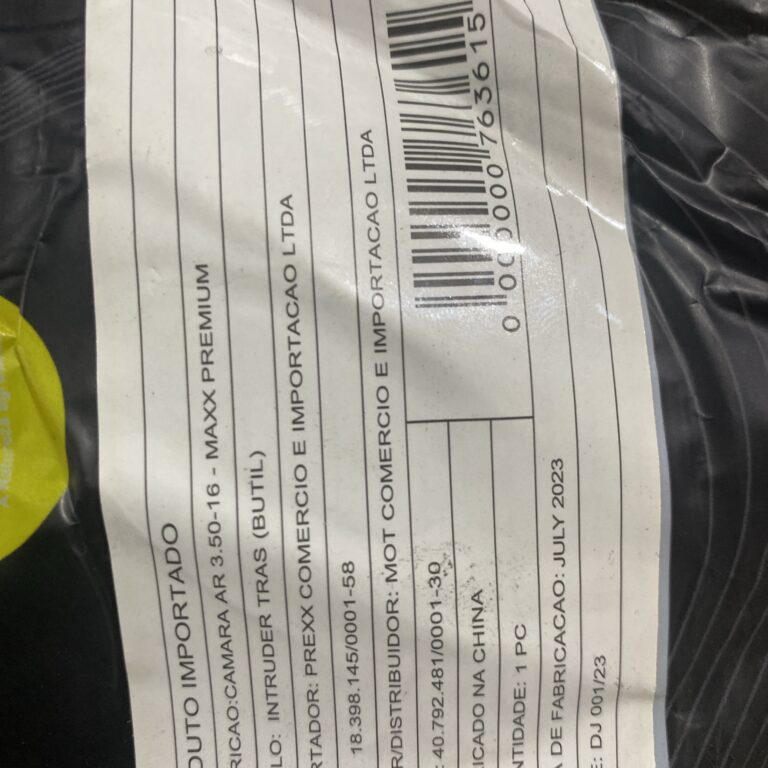 DUTO IMPORTADO
RICAO:CAMARA AR 3.50-16 - MAXX PREMIUM
LO: INTRUDER TRAS (BUTIL)
RTADOR: PREXX COMERCIO E IMPORTACAO LTDA
18.398.145/0001-58
R/DISTRIBUIDOR: MOT COMERCIO E IMPORTACAO LTDA
: 40.792.481/0001-30
ICADO NA CHINA
NTIDADE: 1 PC
0 000000 763615
A DE FABRICACAO: JULY 2023
E: DJ 001/23